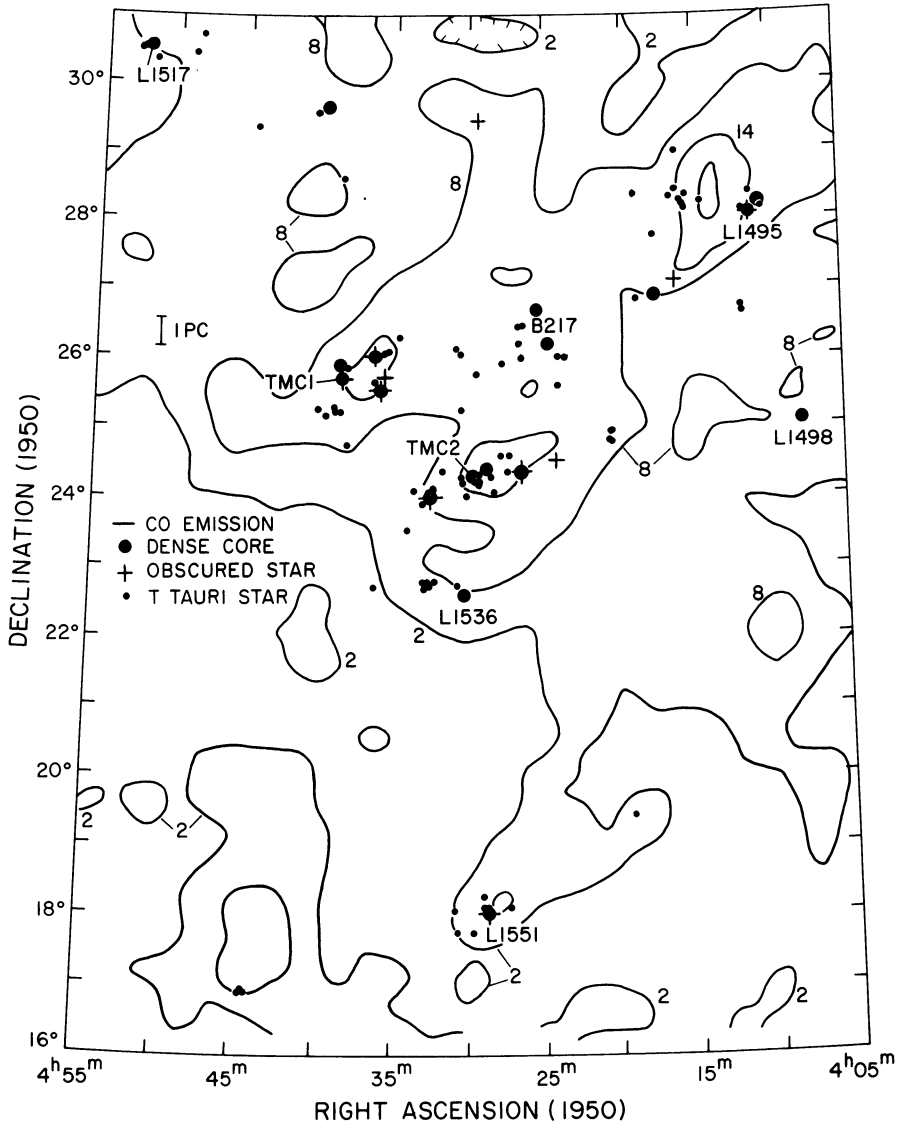 8
2
2
L1517
30°
14
8
28°
8
L1495
I PC
B217
8
26°
TMC1
L1498
TMC2
8
24°
CO EMISSION
DENSE CORE
OBSCURED STAR
T TAURI STAR
8
L1536
22°
2
2
20°
2
2
18°
L1551
2
2
2
16°
4ʰ55ᵐ
45ᵐ
35ᵐ
25ᵐ
15ᵐ
4ʰ05ᵐ
DECLINATION (1950)
RIGHT ASCENSION (1950)